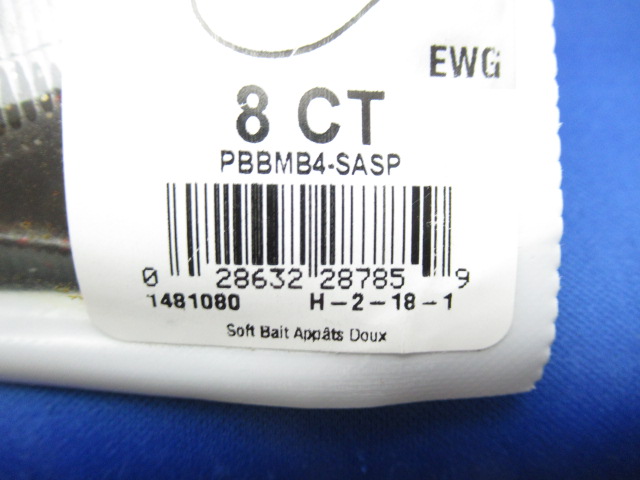 EWG
8 CT
PBBMB4-SASP
0 28632 28785 9
1481080 H-2-18-1
Soft Bait Appâts Doux